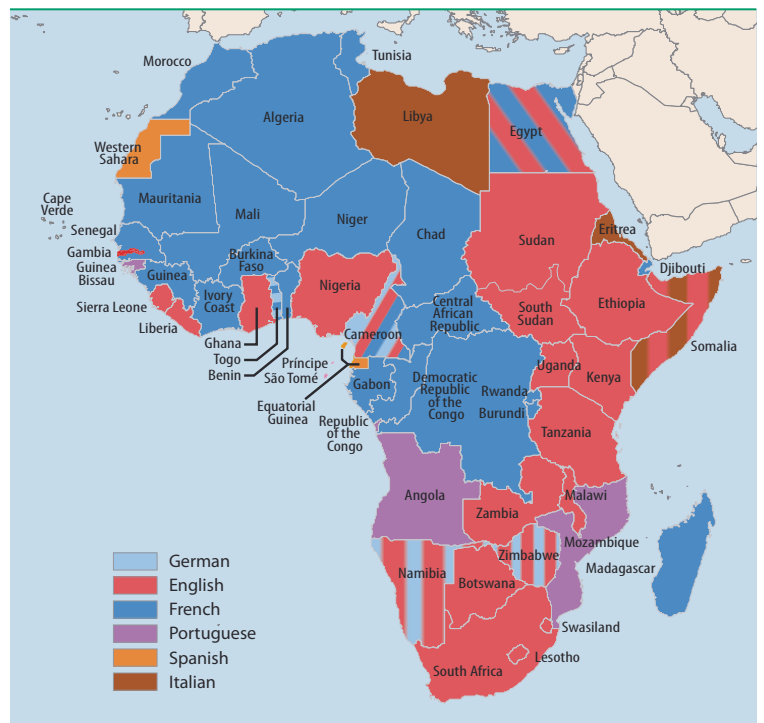 Morocco
Tunisia
Algeria
Libya
Egypt
Western
Sahara
Mauritania
Mali
Niger
Chad
Sudan
Eritrea
Cape
Verde
Senegal
Gambia
Guinea
Bissau
Guinea
Burkina
Faso
Nigeria
Djibouti
Ethiopia
Sierra Leone
Ivory
Coast
Liberia
Ghana
Togo
Benin
Cameroon
Central
African
Republic
South
Sudan
Somalia
Príncipe
São Tomé
Equatorial
Guinea
Gabon
Republic
of the
Congo
Democratic
Republic
of the
Congo
Uganda
Kenya
Rwanda
Burundi
Tanzania
Angola
Zambia
Malawi
Mozambique
Zimbabwe
Madagascar
Namibia
Botswana
Swasiland
Lesotho
South Africa
German
English
French
Portuguese
Spanish
Italian